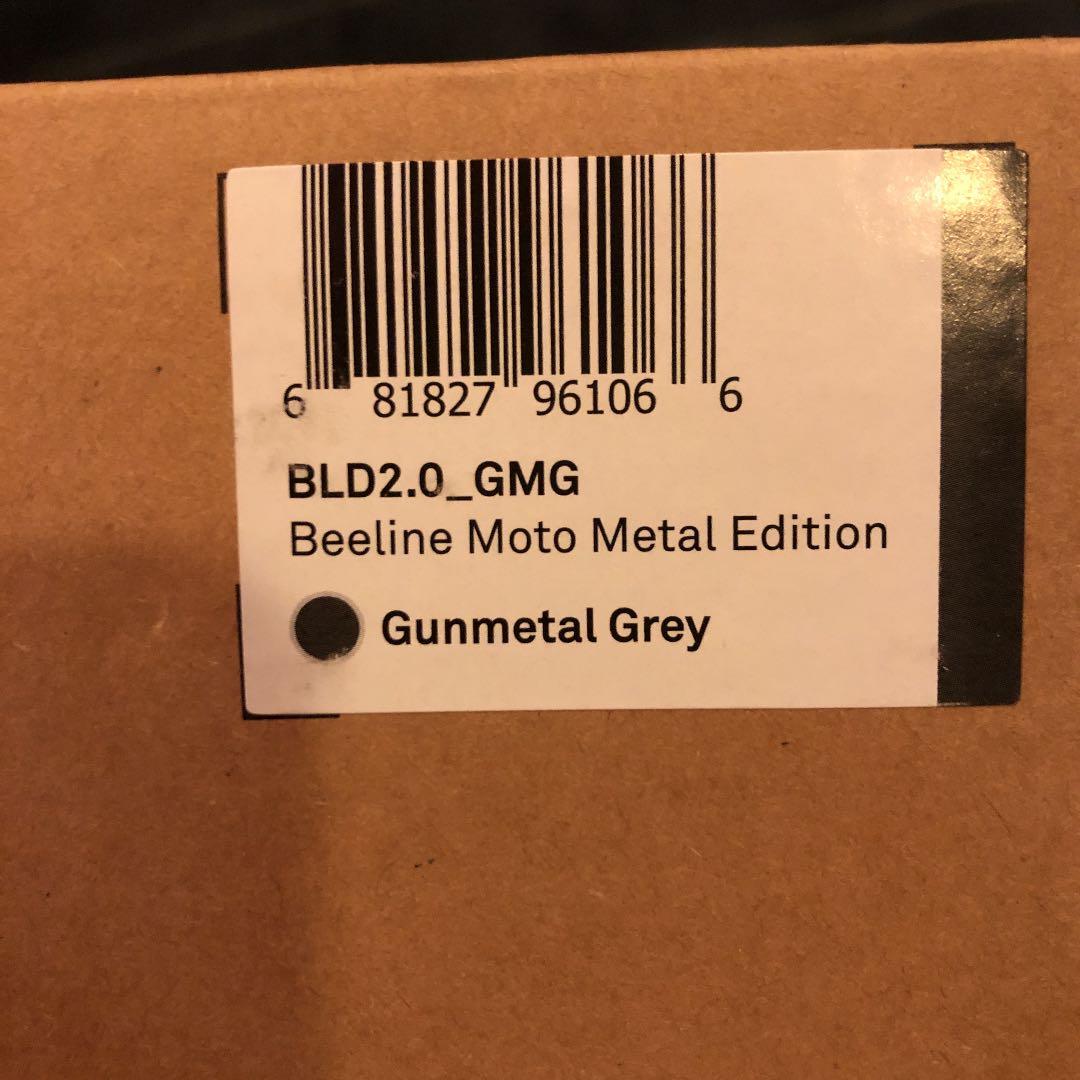 6 81827 96106 6
BLD2.0_GMG
Beeline Moto Metal Edition
Gunmetal Grey